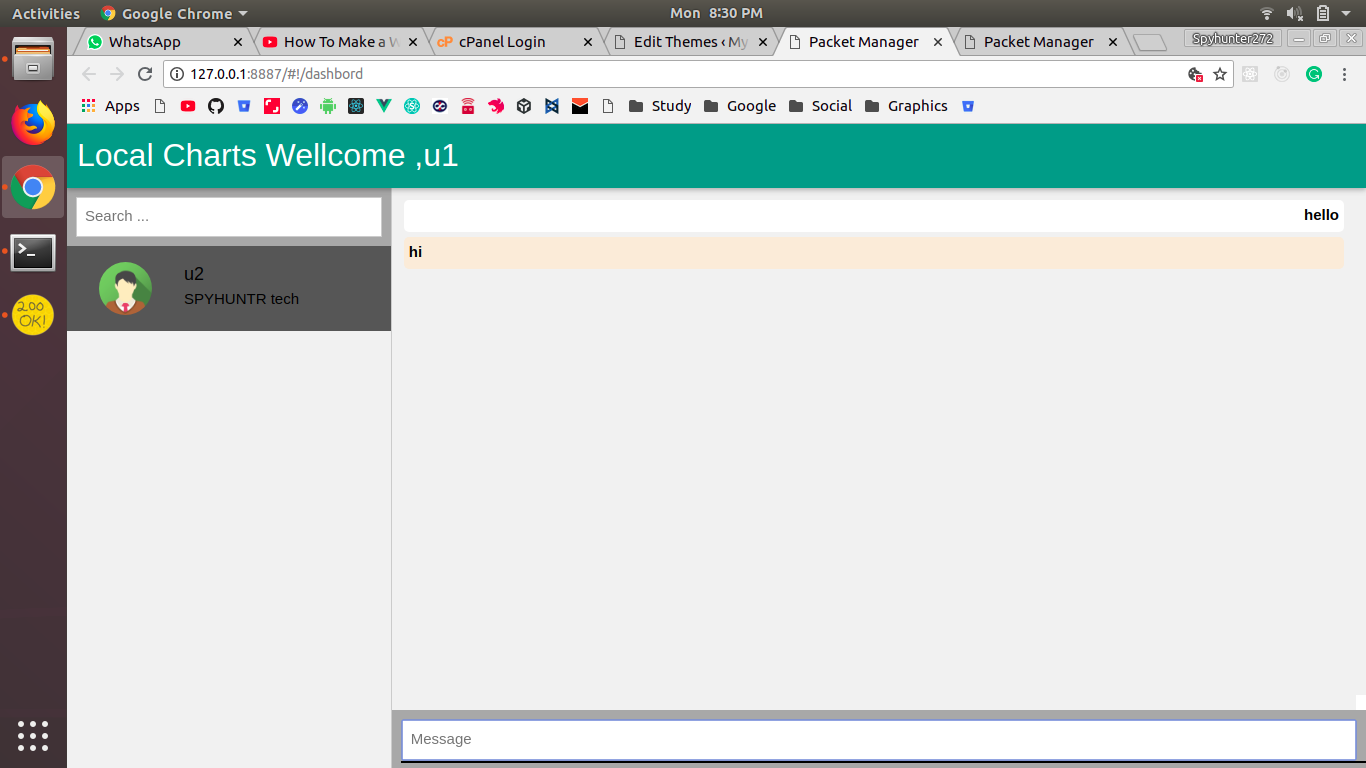 Activities Google Chrome Mon 8:30 PM
WhatsApp How To Make a W cPanel Login Edit Themes ‹ My Packet Manager Packet Manager Spyhunter272
127.0.0.1:8887/#!/dashbord
Apps Study Google Social Graphics
Local Charts Wellcome ,u1
Search ...
hello
hi
u2
SPYHUNTR tech
200
OK!
Message